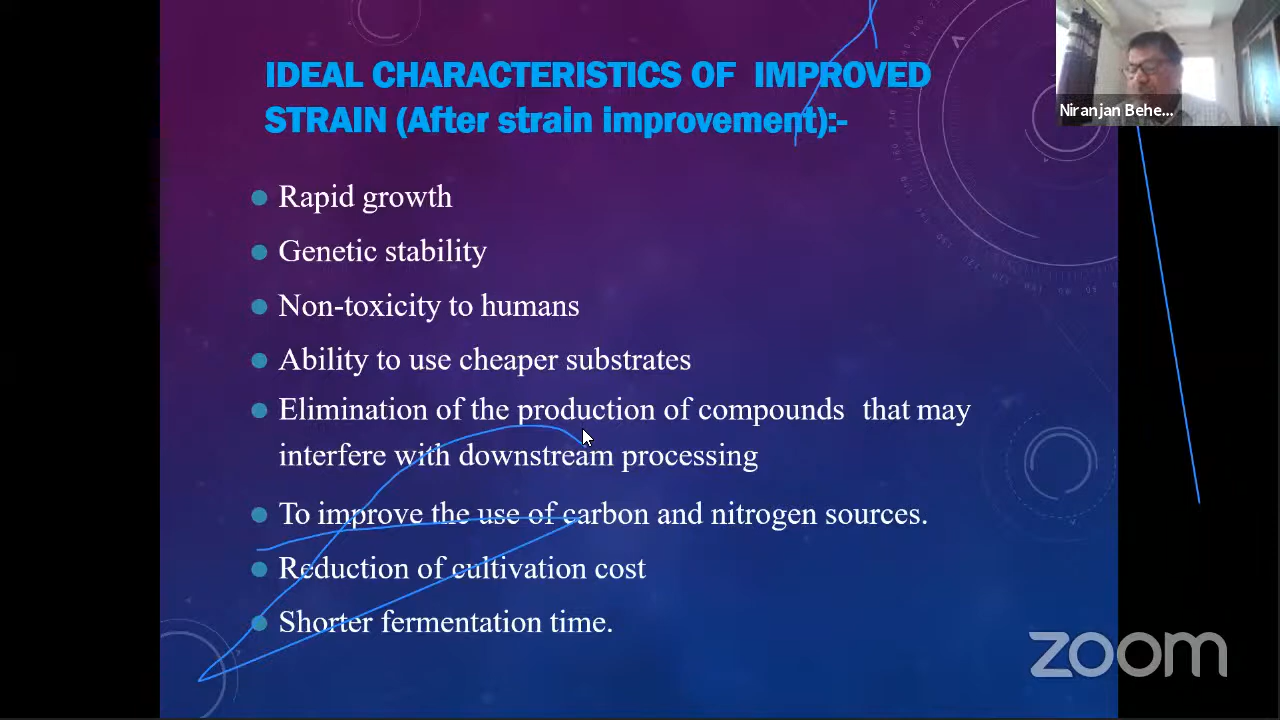 IDEAL CHARACTERISTICS OF IMPROVED
STRAIN (After strain improvement):-
Niranjan Behe...
Rapid growth
Genetic stability
Non-toxicity to humans
Ability to use cheaper substrates
Elimination of the production of compounds that may
interfere with downstream processing
To improve the use of carbon and nitrogen sources.
Reduction of cultivation cost
Shorter fermentation time.
zoom